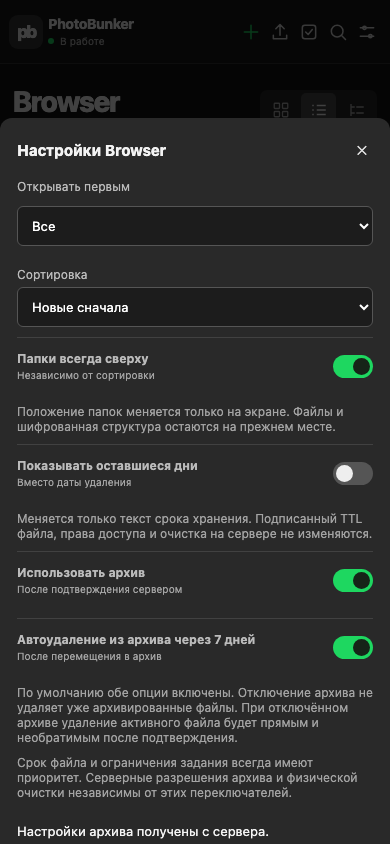 pb
PhotoBunker
В работе
Browser
Настройки Browser
Открывать первым
Все
Сортировка
Новые сначала
Папки всегда сверху
Независимо от сортировки
Положение папок меняется только на экране. Файлы и
шифрованная структура остаются на прежнем месте.
Показывать оставшиеся дни
Вместо даты удаления
Меняется только текст срока хранения. Подписанный TTL
файла, права доступа и очистка на сервере не изменяются.
Использовать архив
После подтверждения сервером
Автоудаление из архива через 7 дней
После перемещения в архив
По умолчанию обе опции включены. Отключение архива не
удаляет уже архивированные файлы. При отключённом
архиве удаление активного файла будет прямым и
необратимым после подтверждения.
Срок файла и ограничения задания всегда имеют
приоритет. Серверные разрешения архива и физической
очистки независимы от этих переключателей.
Настройки архива получены с сервера.